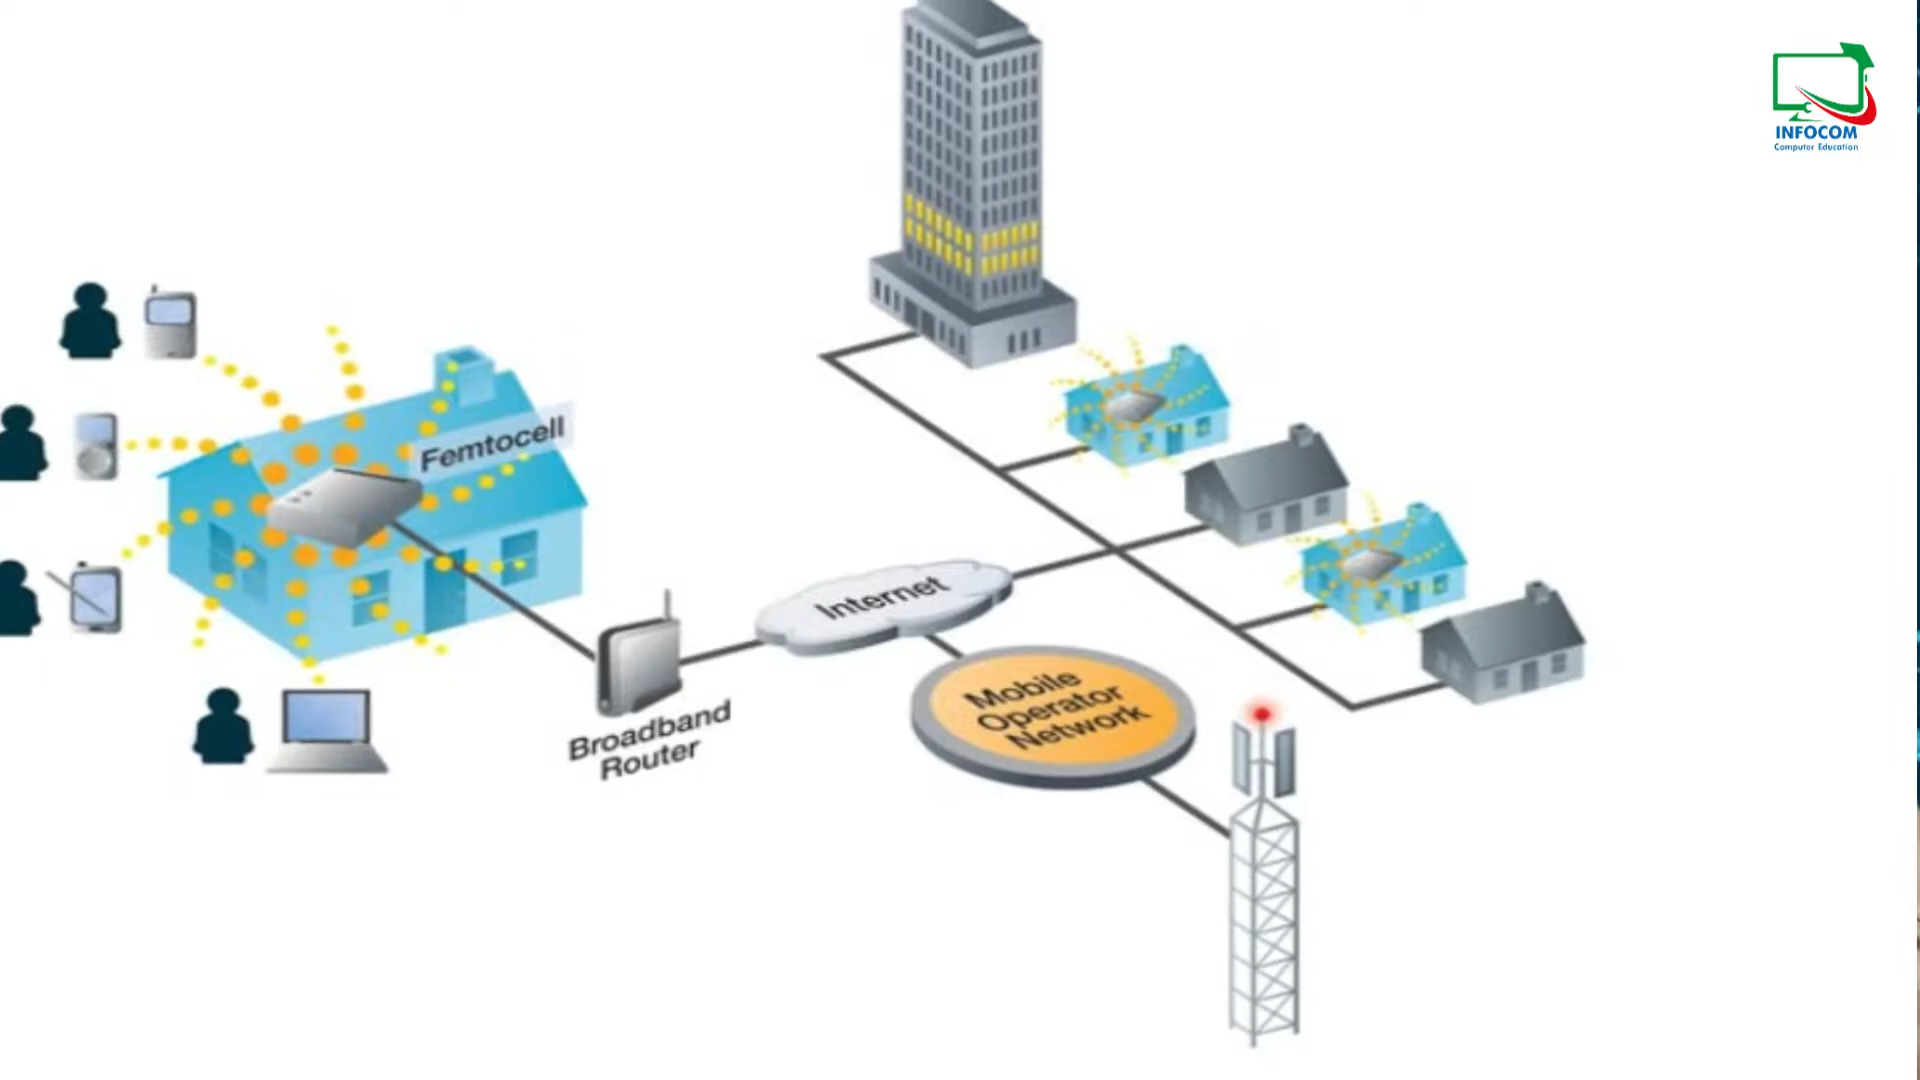 INFOCOM
Computer Education
Femtocell
Internet
Mobile
Operator
Network
Broadband
Router